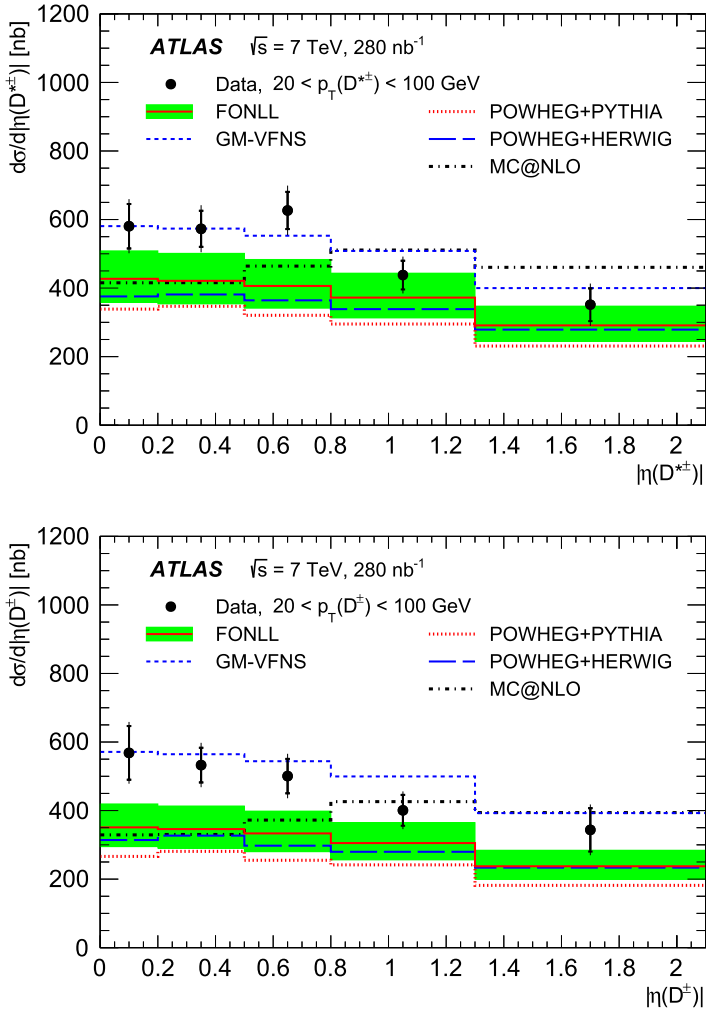 dσ/d|η(D*±)| [nb]
1200
1000
800
600
400
200
0
ATLAS √s = 7 TeV, 280 nb⁻¹
Data, 20 < pT(D*±) < 100 GeV
FONLL
GM-VFNS
POWHEG+PYTHIA
POWHEG+HERWIG
MC@NLO
0 0.2 0.4 0.6 0.8 1 1.2 1.4 1.6 1.8 2
|η(D*±)|
dσ/d|η(D±)| [nb]
1200
1000
800
600
400
200
0
ATLAS √s = 7 TeV, 280 nb⁻¹
Data, 20 < pT(D±) < 100 GeV
FONLL
GM-VFNS
POWHEG+PYTHIA
POWHEG+HERWIG
MC@NLO
0 0.2 0.4 0.6 0.8 1 1.2 1.4 1.6 1.8 2
|η(D±)|